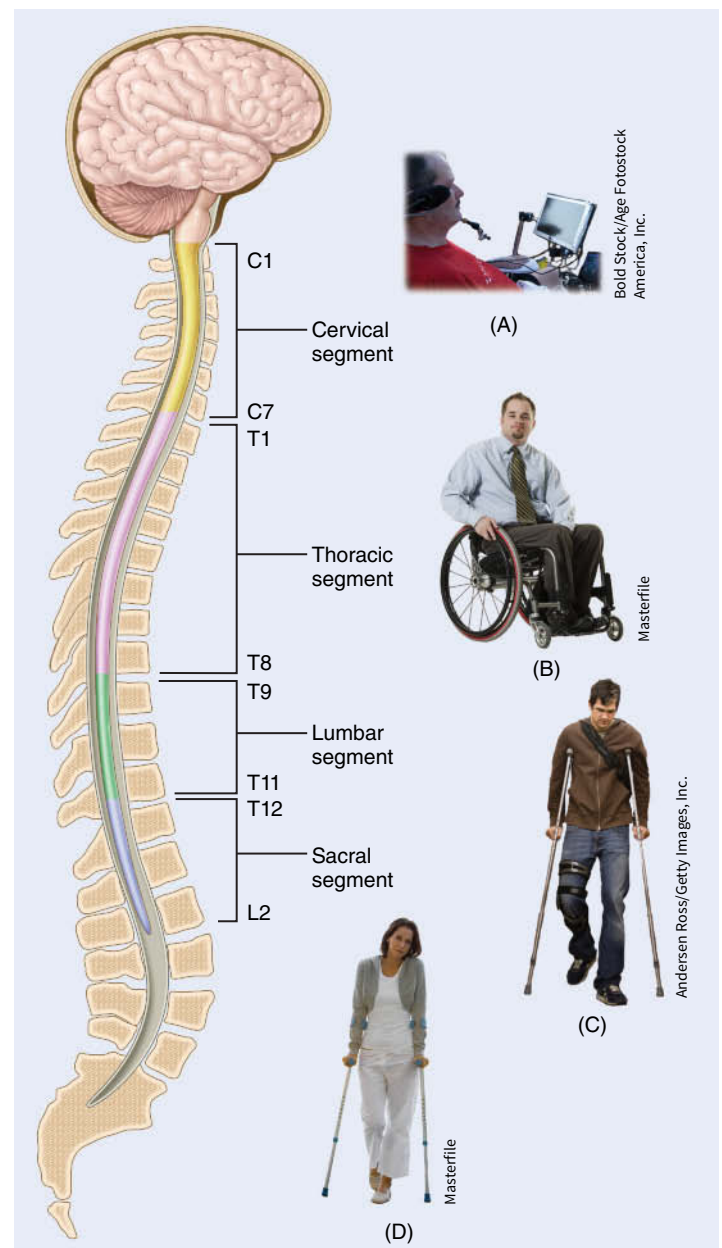 C1
Cervical
segment
C7
T1
Thoracic
segment
T8
T9
Lumbar
segment
T11
T12
Sacral
segment
L2
Bold Stock/Age Fotostock
America, Inc.
(A)
Masterfile
(B)
Andersen Ross/Getty Images, Inc.
(C)
Masterfile
(D)